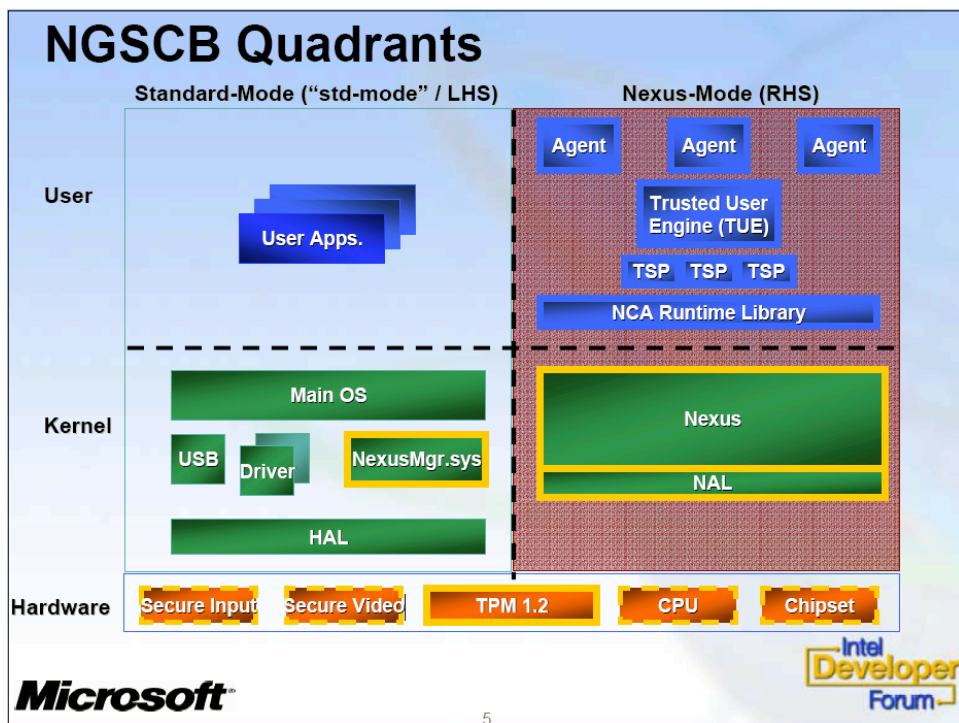 NGSCB Quadrants
Standard-Mode ("std-mode" / LHS)
Nexus-Mode (RHS)
User
User Apps.
Agent
Agent
Agent
Trusted User
Engine (TUE)
TSP
TSP
TSP
NCA Runtime Library
Kernel
Main OS
USB
Driver
NexusMgr.sys
HAL
Nexus
NAL
Hardware
Secure Input
Secure Video
TPM 1.2
CPU
Chipset
Microsoft
5
Intel
Developer
Forum